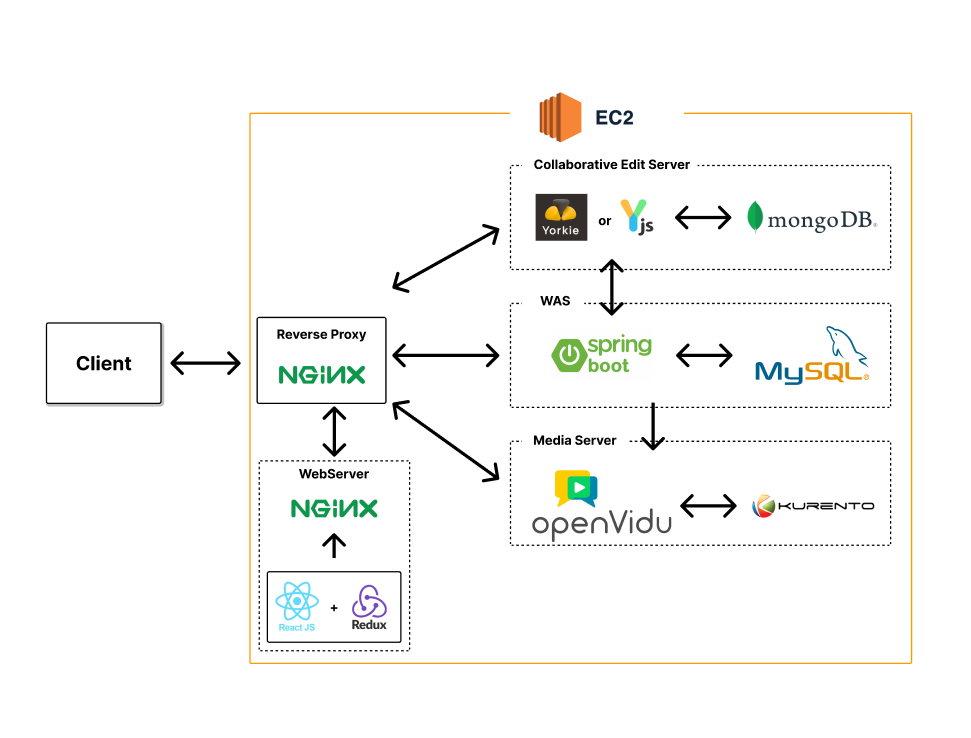 EC2
Collaborative Edit Server
Yorkie
or
Yjs
mongoDB®
WAS
spring
boot
MySQL®
Client
Reverse Proxy
NGINX
Media Server
openVidu
KURENTO
WebServer
NGINX
React JS
+
Redux